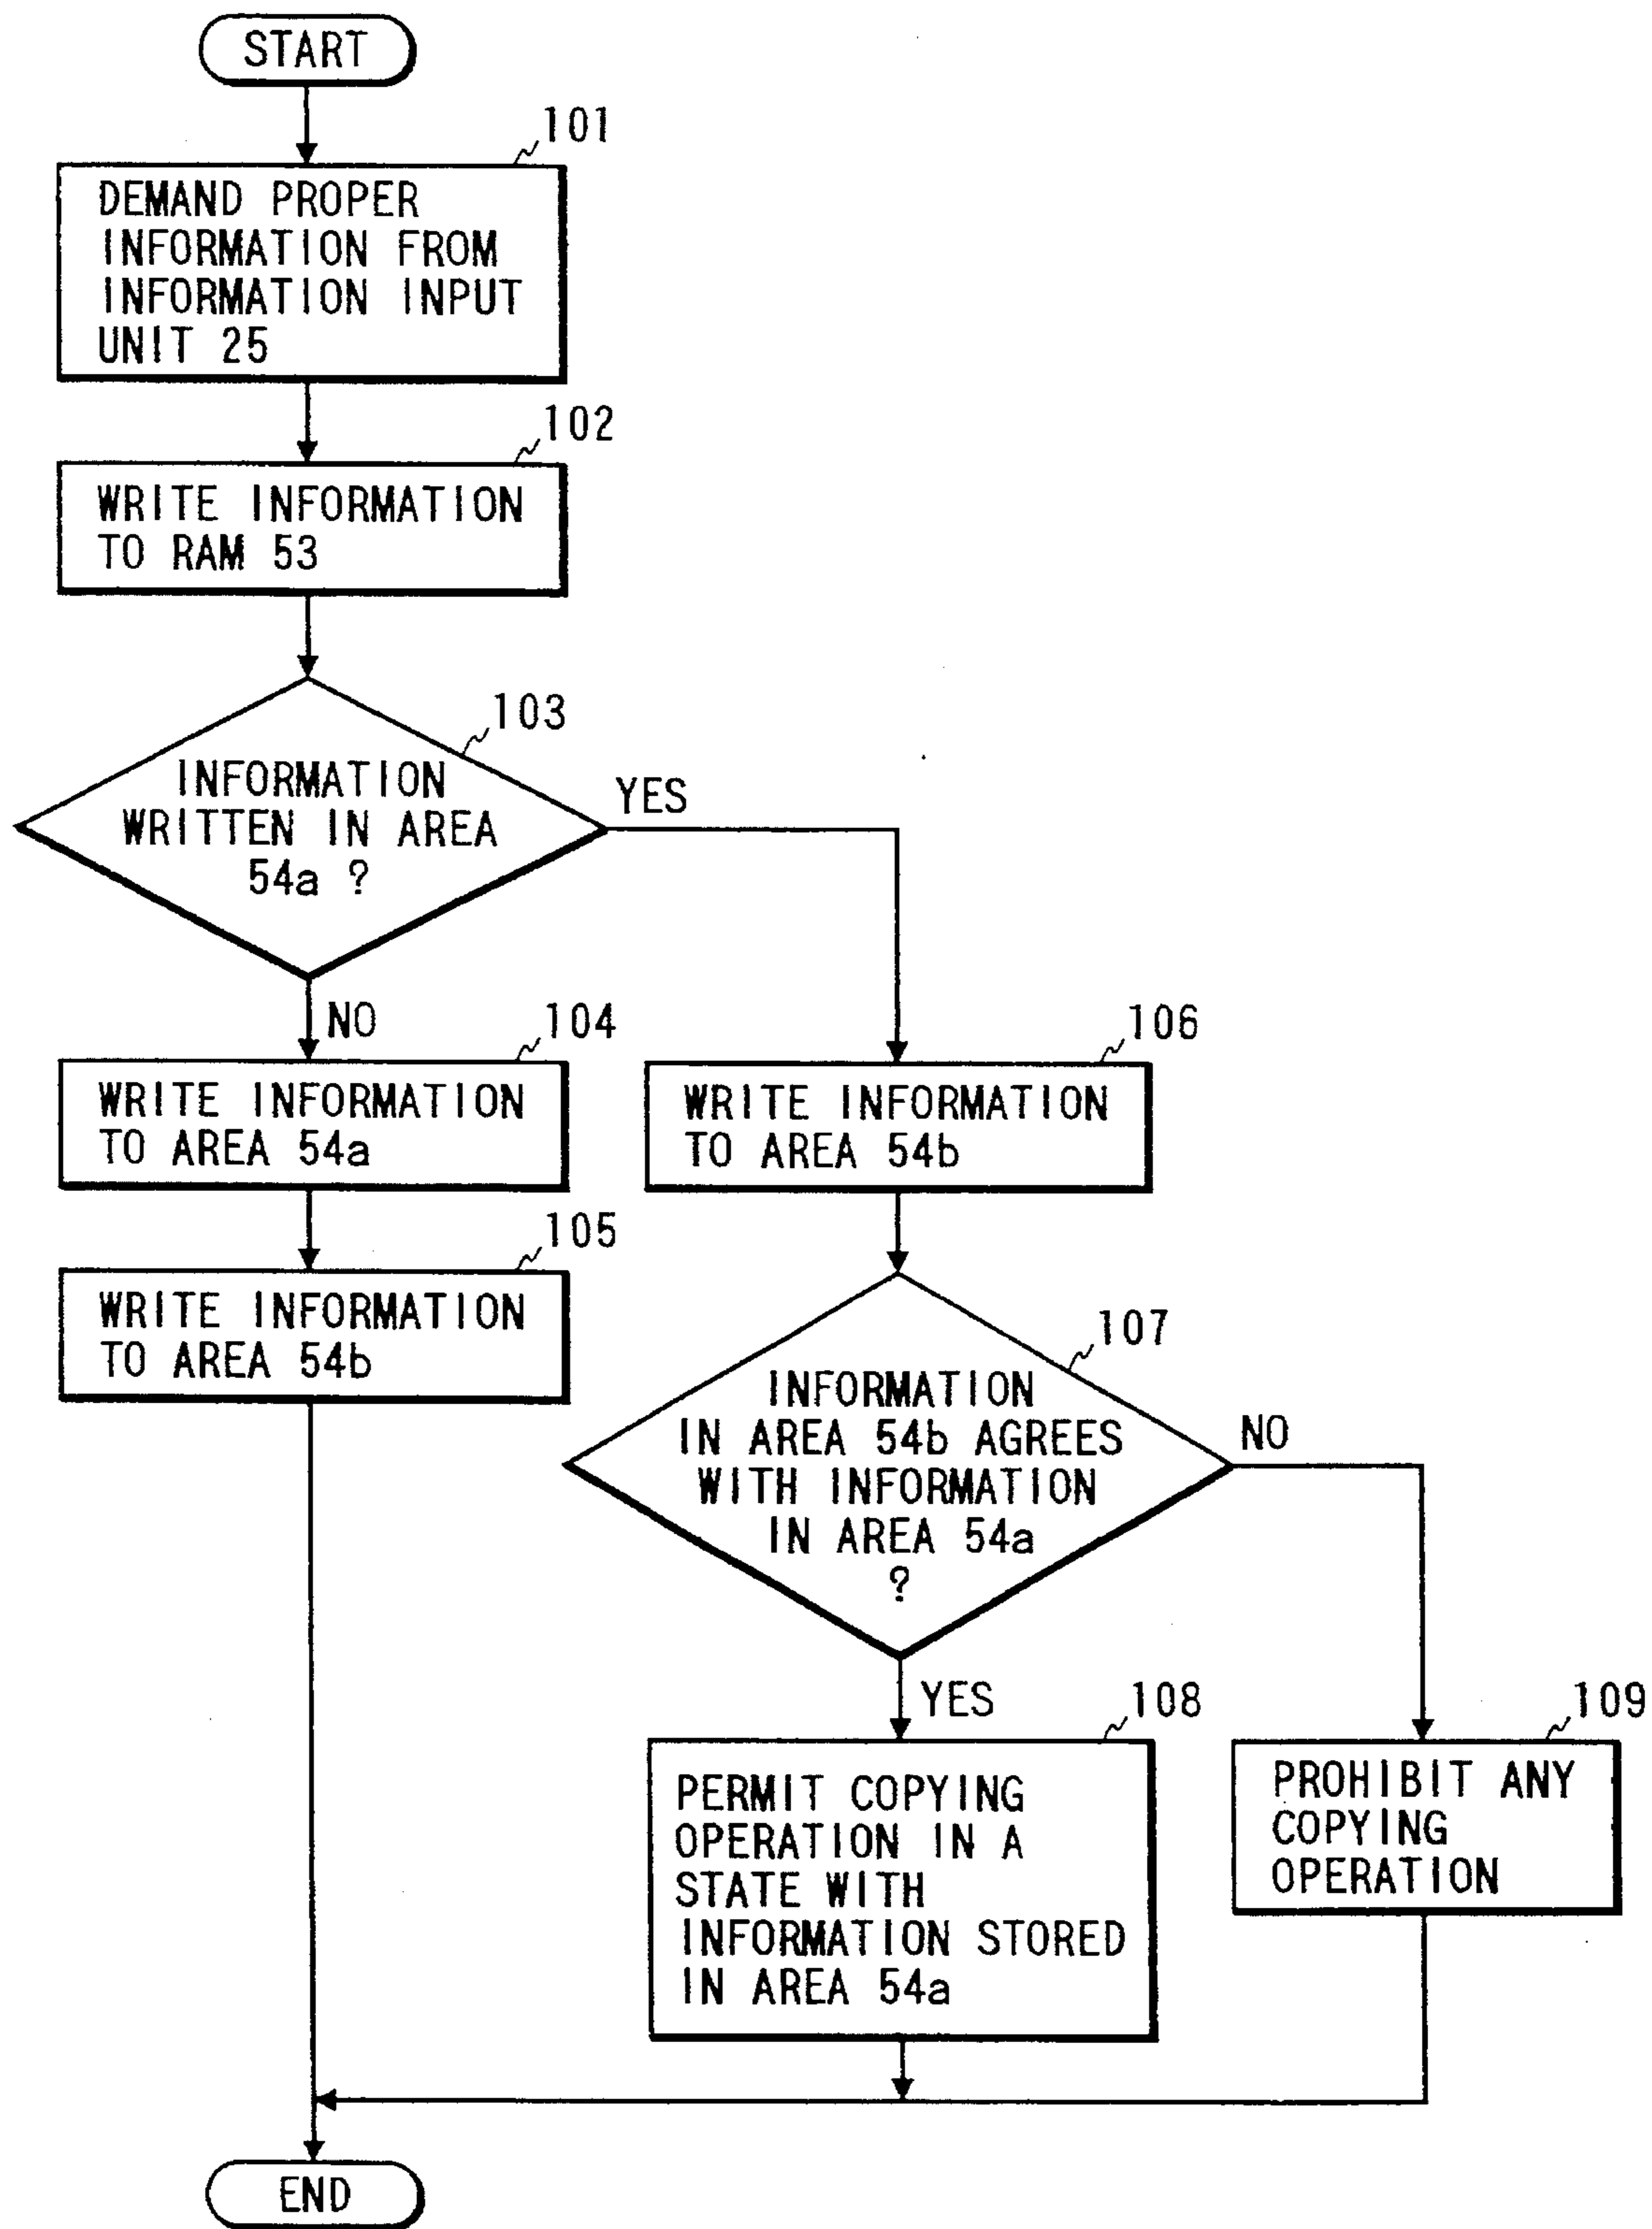 START
101
DEMAND PROPER
INFORMATION FROM
INFORMATION INPUT
UNIT 25
102
WRITE INFORMATION
TO RAM 53
103
INFORMATION
WRITTEN IN AREA
54a ?
YES
NO
104
WRITE INFORMATION
TO AREA 54a
105
WRITE INFORMATION
TO AREA 54b
106
WRITE INFORMATION
TO AREA 54b
107
INFORMATION
IN AREA 54b AGREES
WITH INFORMATION
IN AREA 54a
?
NO
YES
108
PERMIT COPYING
OPERATION IN A
STATE WITH
INFORMATION STORED
IN AREA 54a
109
PROHIBIT ANY
COPYING
OPERATION
END